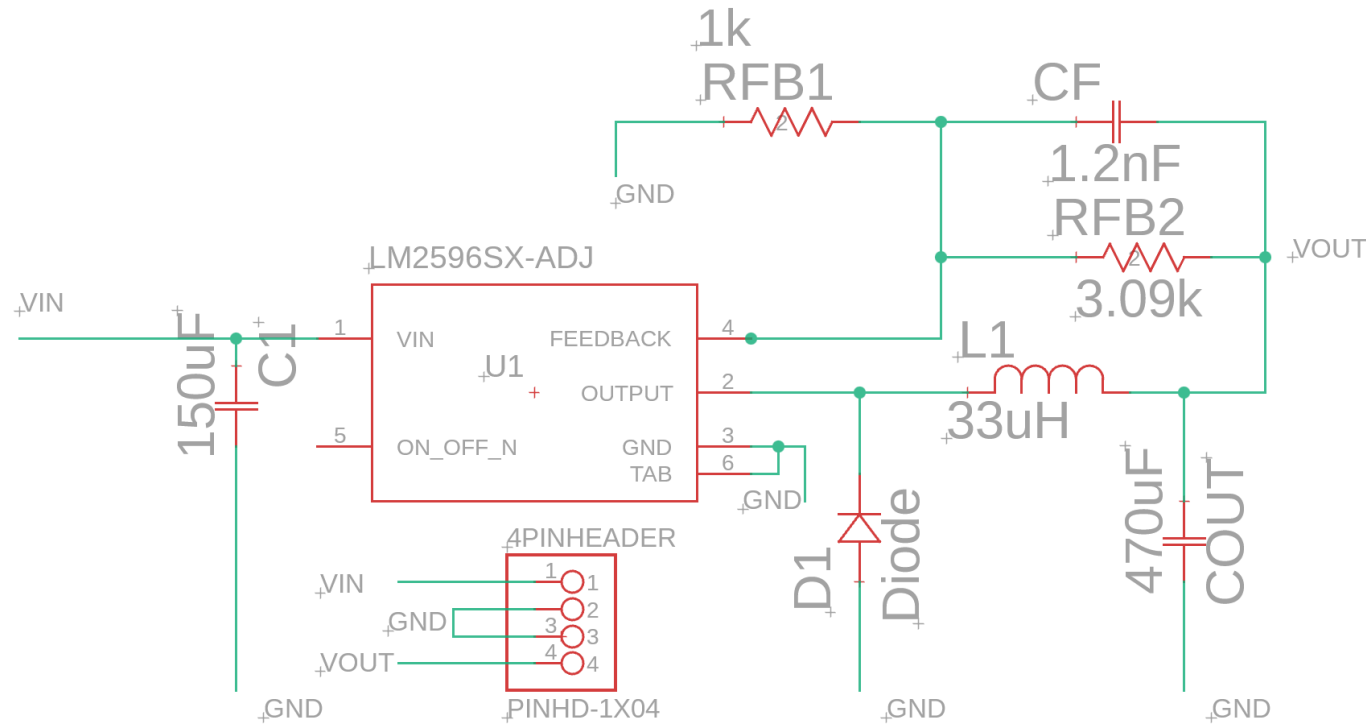 1k
RFB1
2
GND
CF
1.2nF
RFB2
2
3.09k
VOUT
LM2596SX-ADJ
VIN
150uF
C1
1
VIN
FEEDBACK
4
U1
OUTPUT
2
5
ON_OFF_N
GND
3
TAB
6
GND
L1
33uH
D1
Diode
470uF
COUT
4PINHEADER
VIN
1
1
GND
2
3
3
VOUT
4
4
PINHD-1X04
GND
GND
GND